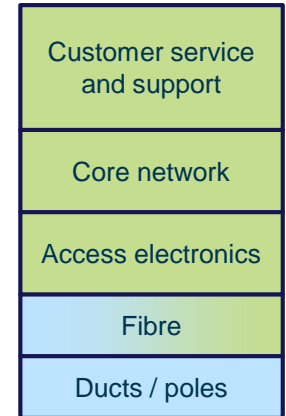 Customer service
and support
Core network
Access electronics
Fibre
Ducts / poles